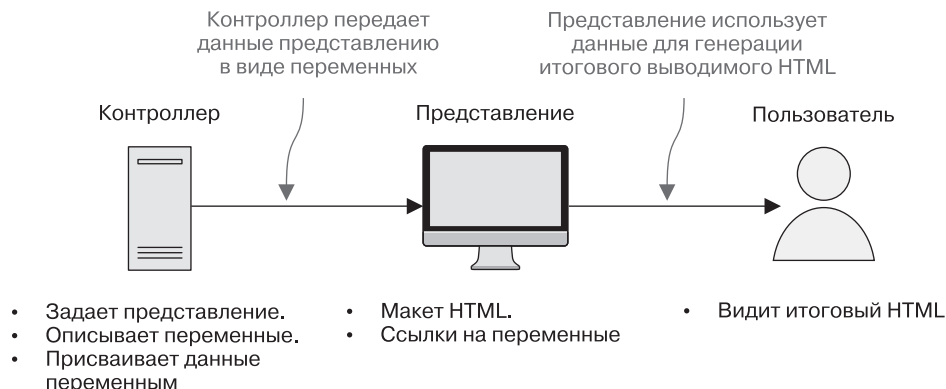 Контроллер передает
данные представлению
в виде переменных
Представление использует
данные для генерации
итогового выводимого HTML
Контроллер
Представление
Пользователь
• Задает представление.
• Описывает переменные.
• Присваивает данные
переменным
• Макет HTML.
• Ссылки на переменные
• Видит итоговый HTML